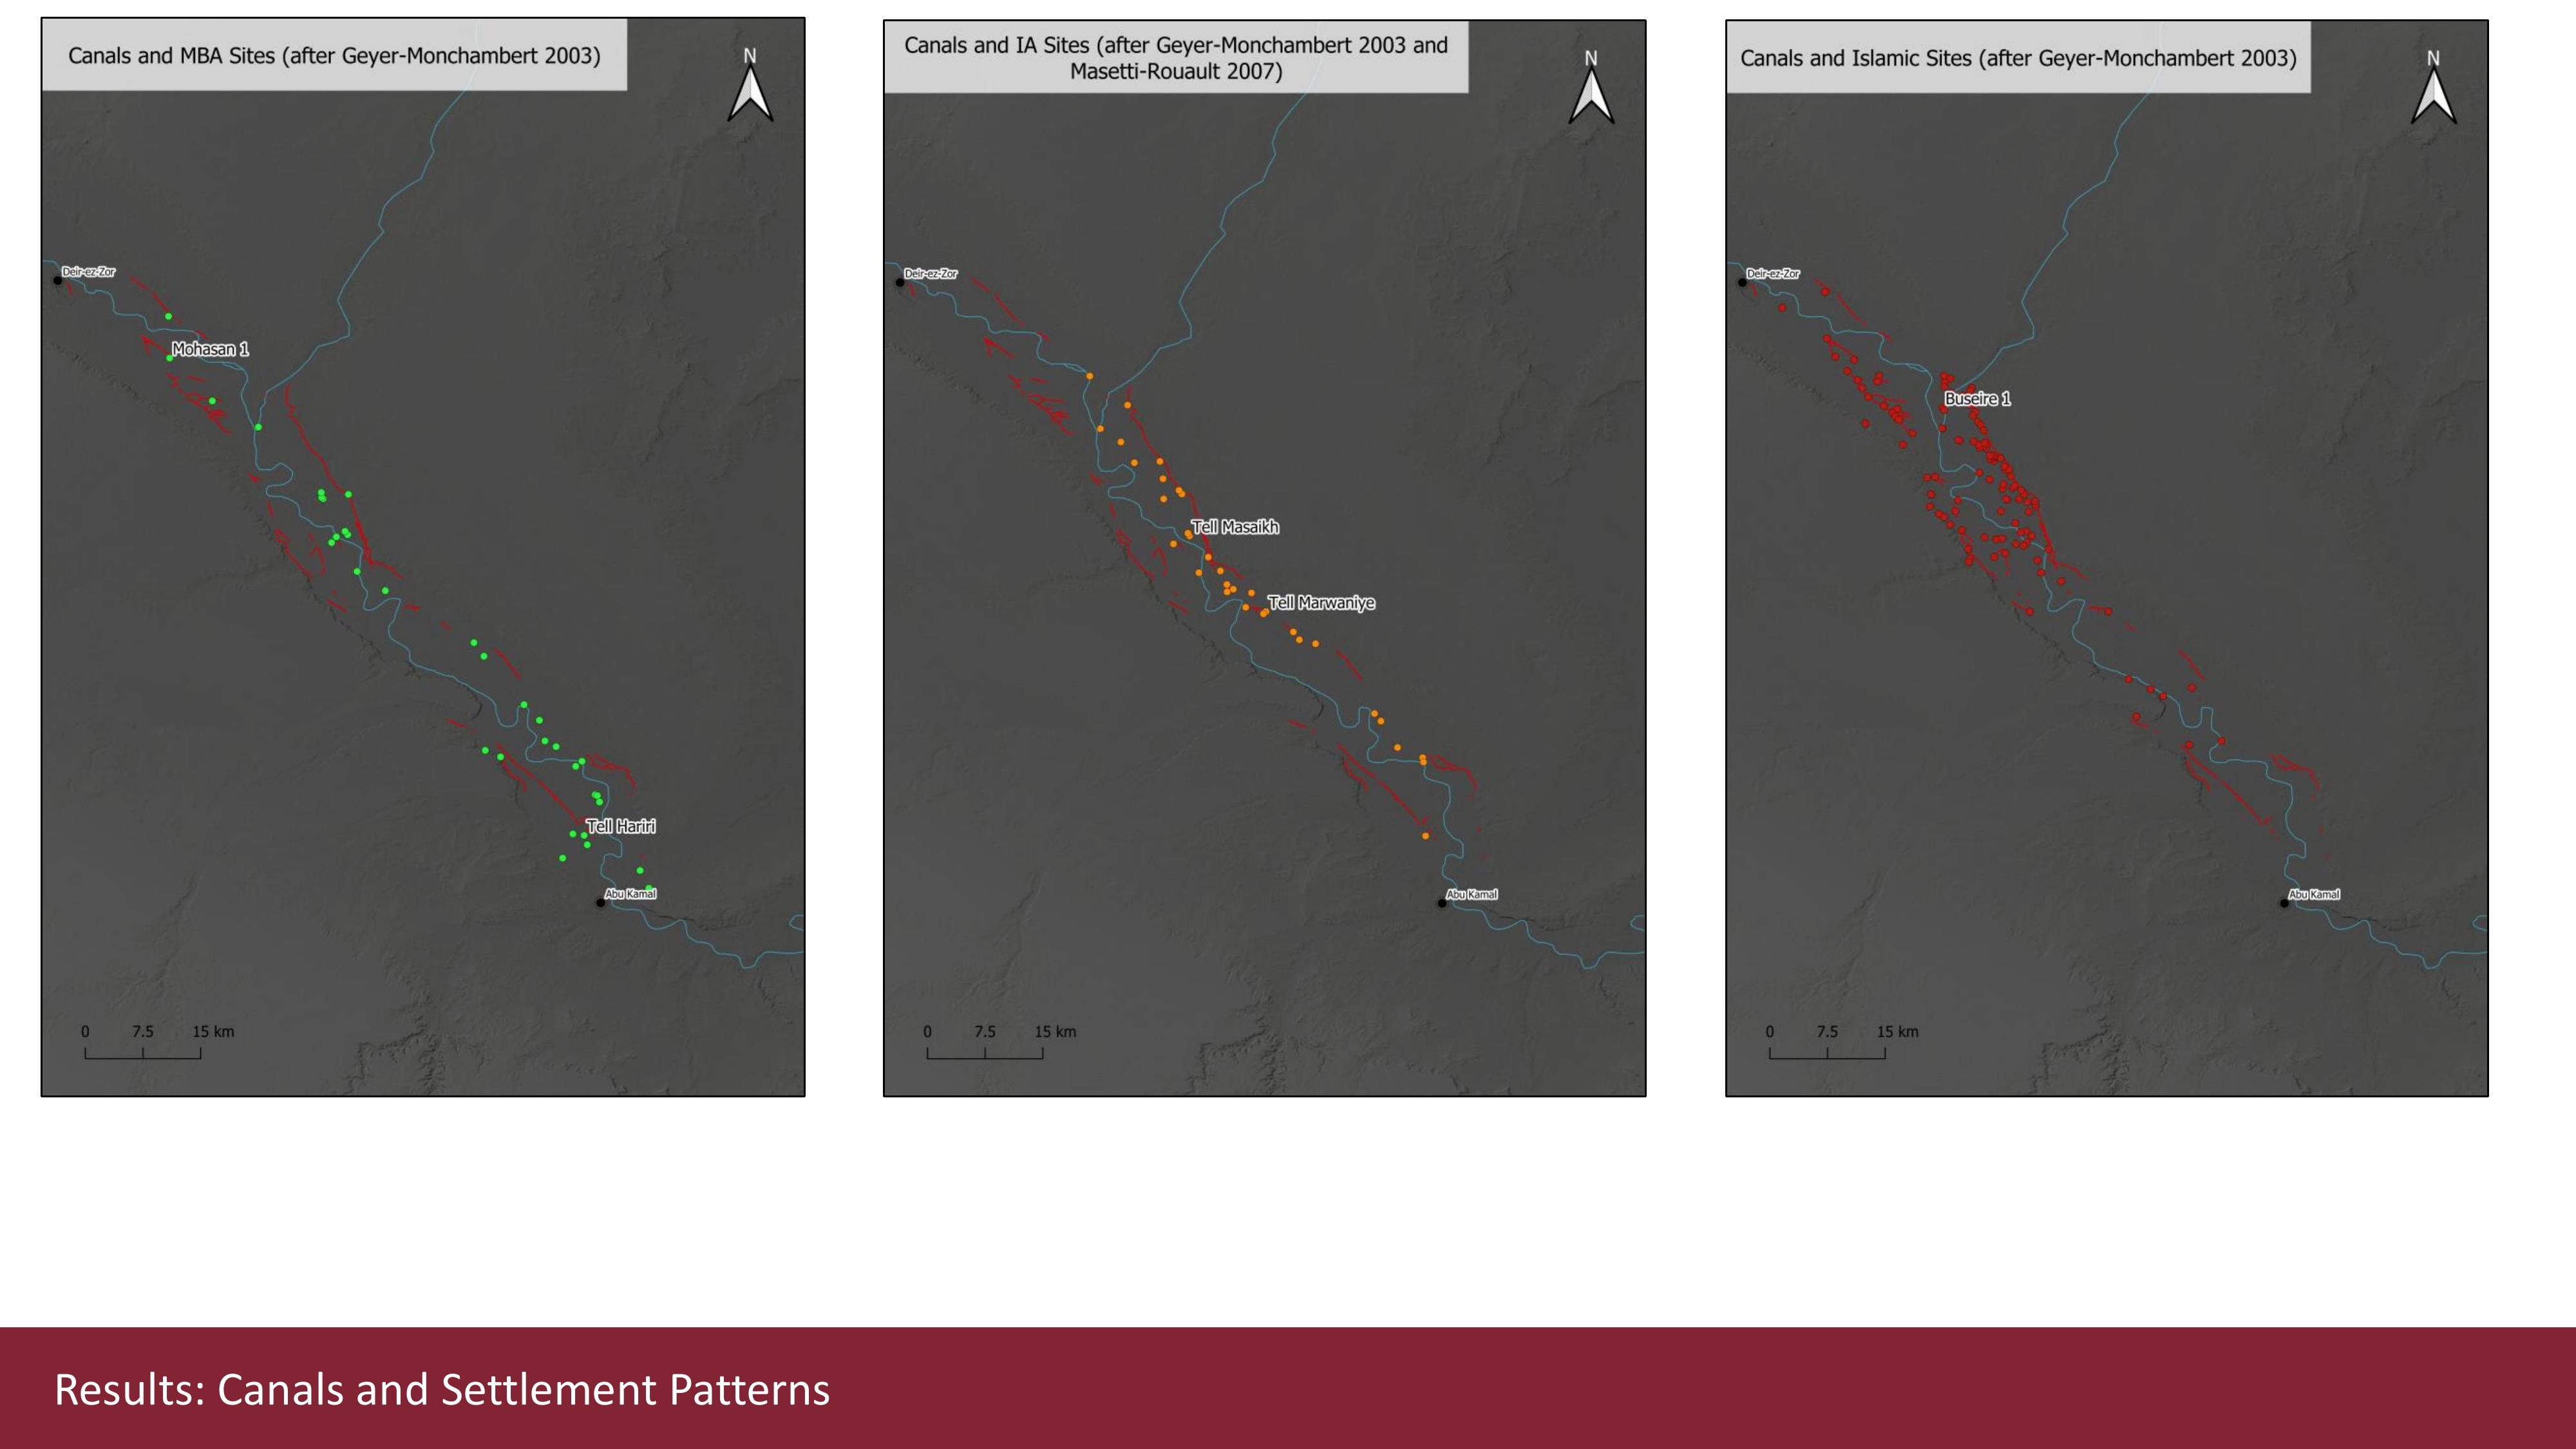 Canals and MBA Sites (after Geyer-Monchambert 2003)
N
Deir-ez-Zor
Mohasan 1
Tell Hariri
Abu Kamal
0 7.5 15 km
Canals and IA Sites (after Geyer-Monchambert 2003 and
Masetti-Rouault 2007)
N
Deir-ez-Zor
Tell Masaikh
Tell Marwaniye
Abu Kamal
0 7.5 15 km
Canals and Islamic Sites (after Geyer-Monchambert 2003)
N
Deir-ez-Zor
Buseire 1
Abu Kamal
0 7.5 15 km
Results: Canals and Settlement Patterns